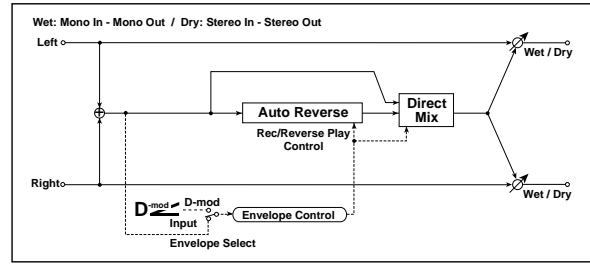 Wet: Mono In - Mono Out / Dry: Stereo In - Stereo Out
Left
Wet / Dry
Auto Reverse
Direct
Mix
Rec/Reverse Play
Control
Right
Wet / Dry
D-mod
D-mod
Input
Envelope Control
Envelope Select